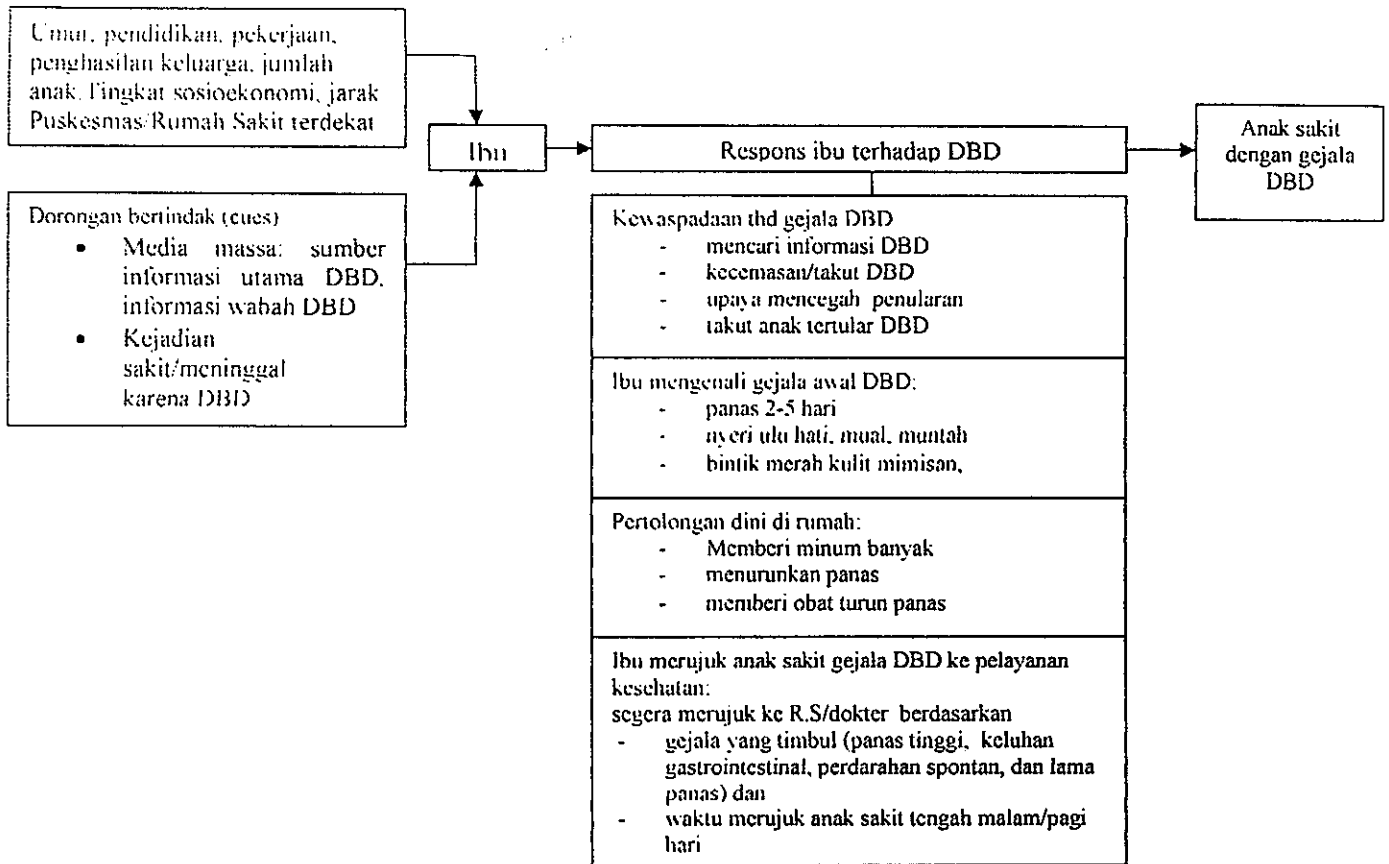 Umur, pendidikan, pekerjaan,
penghasilan keluarga, jumlah
anak, Tingkat sosioekonomi, jarak
Puskesmas/Rumah Sakit terdekat
Dorongan bertindak (cues)
• Media massa: sumber
informasi utama DBD,
informasi wabah DBD
• Kejadian
sakit/meninggal
karena DBD
Ibu
Respons ibu terhadap DBD
Kewaspadaan thd gejala DBD
- mencari informasi DBD
- kecemasan/takut DBD
- upaya mencegah penularan
- takut anak tertular DBD
Ibu mengenali gejala awal DBD:
- panas 2-5 hari
- nyeri ulu hati, mual, muntah
- bintik merah kulit mimisan,
Pertolongan dini di rumah:
- Memberi minum banyak
- menurunkan panas
- memberi obat turun panas
Ibu merujuk anak sakit gejala DBD ke pelayanan
kesehatan:
segera merujuk ke R.S/dokter berdasarkan
- gejala yang timbul (panas tinggi, keluhan
gastrointestinal, perdarahan spontan, dan lama
panas) dan
- waktu merujuk anak sakit tengah malam/pagi
hari
Anak sakit
dengan gejala
DBD